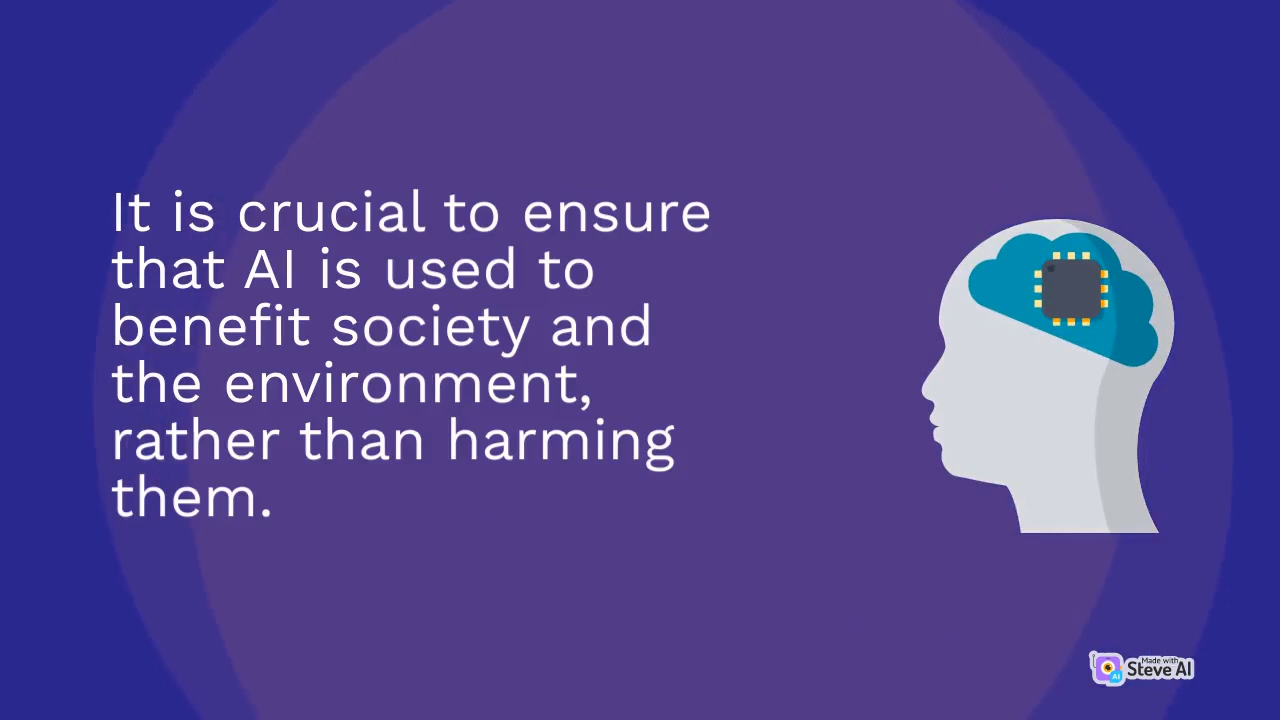 It is crucial to ensure
that AI is used to
benefit society and
the environment,
rather than harming
them.
Made with
Steve AI
AI